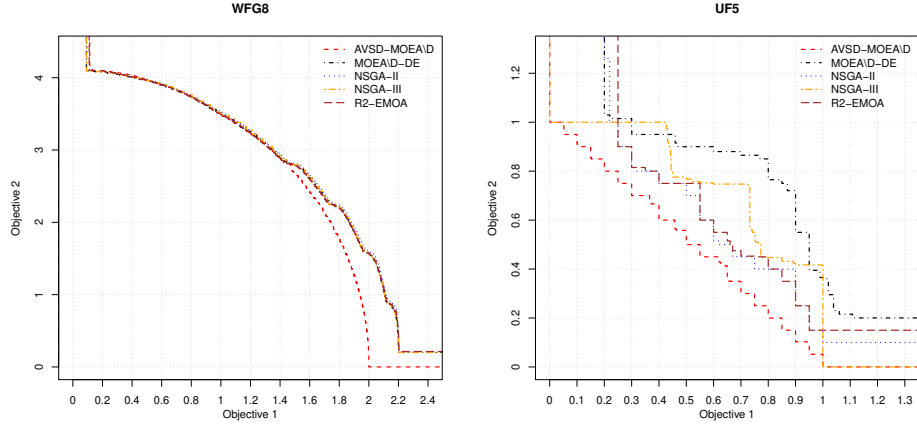 WFG8
AVSD-MOEA\D
MOEA\D-DE
NSGA-II
NSGA-III
R2-EMOA
Objective 2
4
3
2
1
0
0 0.2 0.4 0.6 0.8 1 1.2 1.4 1.6 1.8 2 2.2 2.4
Objective 1
UF5
AVSD-MOEA\D
MOEA\D-DE
NSGA-II
NSGA-III
R2-EMOA
Objective 2
1.2
1
0.8
0.6
0.4
0.2
0
0 0.1 0.2 0.3 0.4 0.5 0.6 0.7 0.8 0.9 1 1.1 1.2 1.3
Objective 1